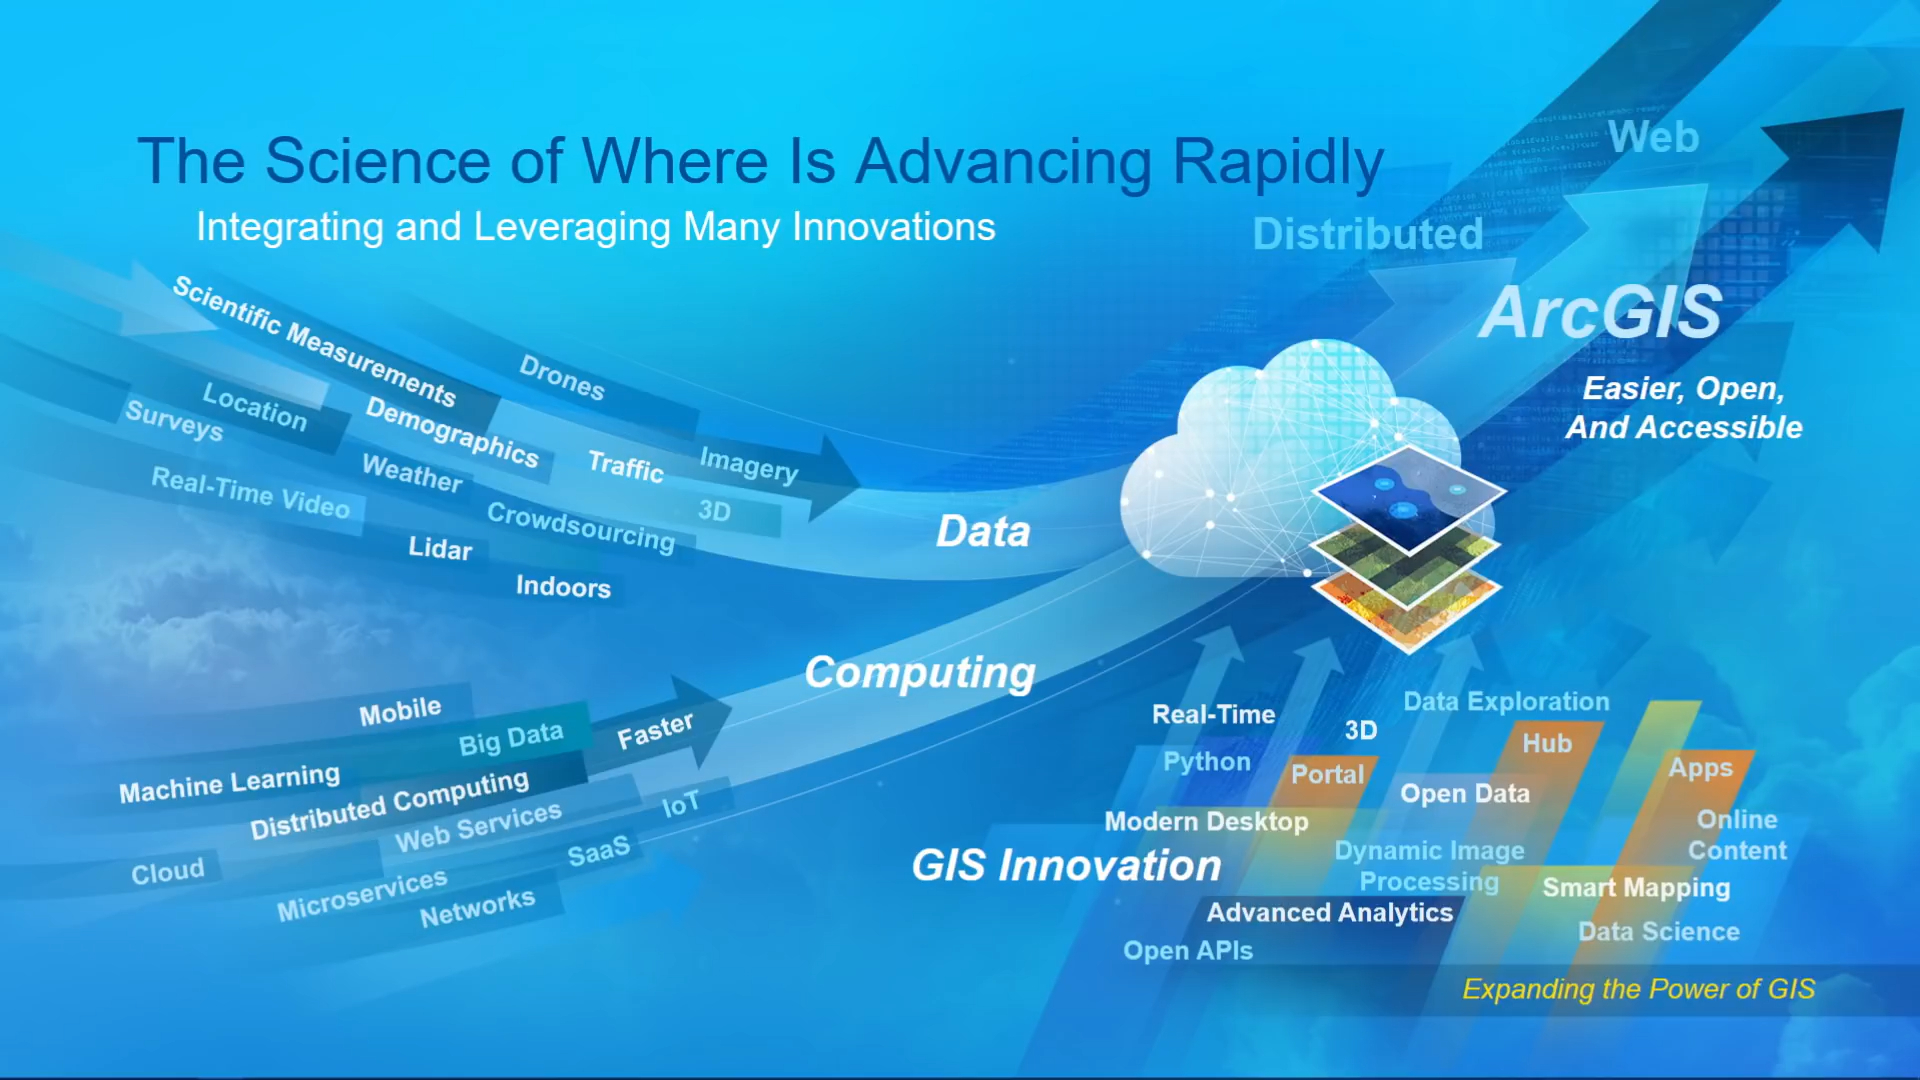 The Science of Where Is Advancing Rapidly
Integrating and Leveraging Many Innovations
Web
Distributed
ArcGIS
Easier, Open,
And Accessible
Scientific Measurements
Drones
Location
Demographics
Surveys
Traffic
Imagery
Weather
Real-Time Video
3D
Crowdsourcing
Lidar
Indoors
Data
Computing
Mobile
Big Data
Faster
Machine Learning
Distributed Computing
Web Services
IoT
Cloud
SaaS
Microservices
Networks
GIS Innovation
Real-Time
3D
Data Exploration
Python
Portal
Hub
Apps
Open Data
Modern Desktop
Online
Content
Dynamic Image
Processing
Smart Mapping
Advanced Analytics
Data Science
Open APIs
Expanding the Power of GIS